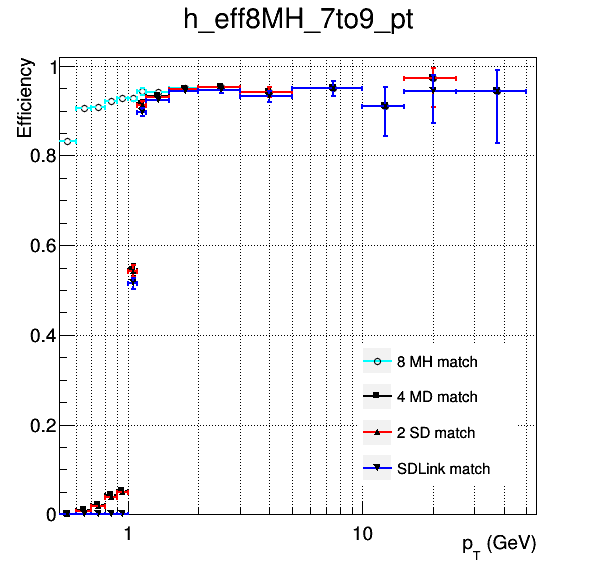 h_eff8MH_7to9_pt
Efficiency
1
0.8
0.6
0.4
0.2
0
8 MH match
4 MD match
2 SD match
SDLink match
1
10
p_T (GeV)